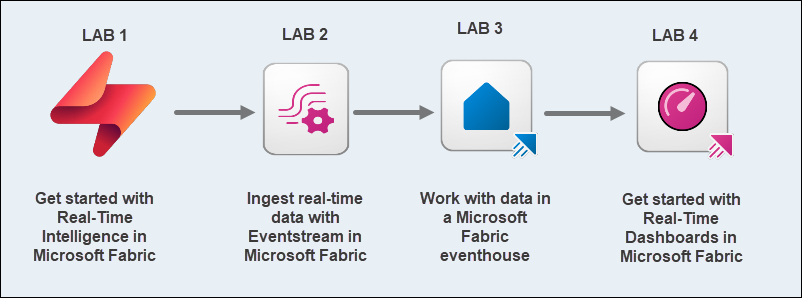 LAB 1
LAB 2
LAB 3
LAB 4
Get started with
Real-Time
Intelligence in
Microsoft Fabric
Ingest real-time
data with
Eventstream in
Microsoft Fabric
Work with data in
a Microsoft
Fabric
eventhouse
Get started with
Real-Time
Dashboards in
Microsoft Fabric